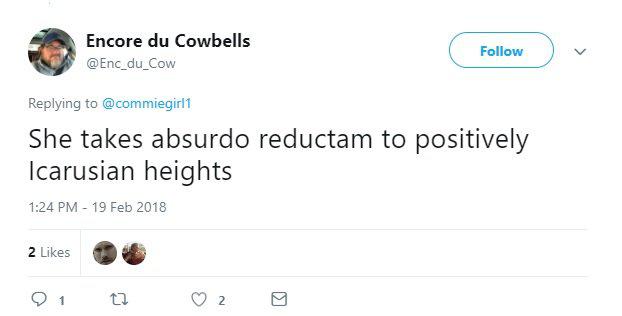 Encore du Cowbells
@Enc_du_Cow
Follow
Replying to @commiegirl1
She takes absurdo reductam to positively
Icarusian heights
1:24 PM - 19 Feb 2018
2 Likes
1
2